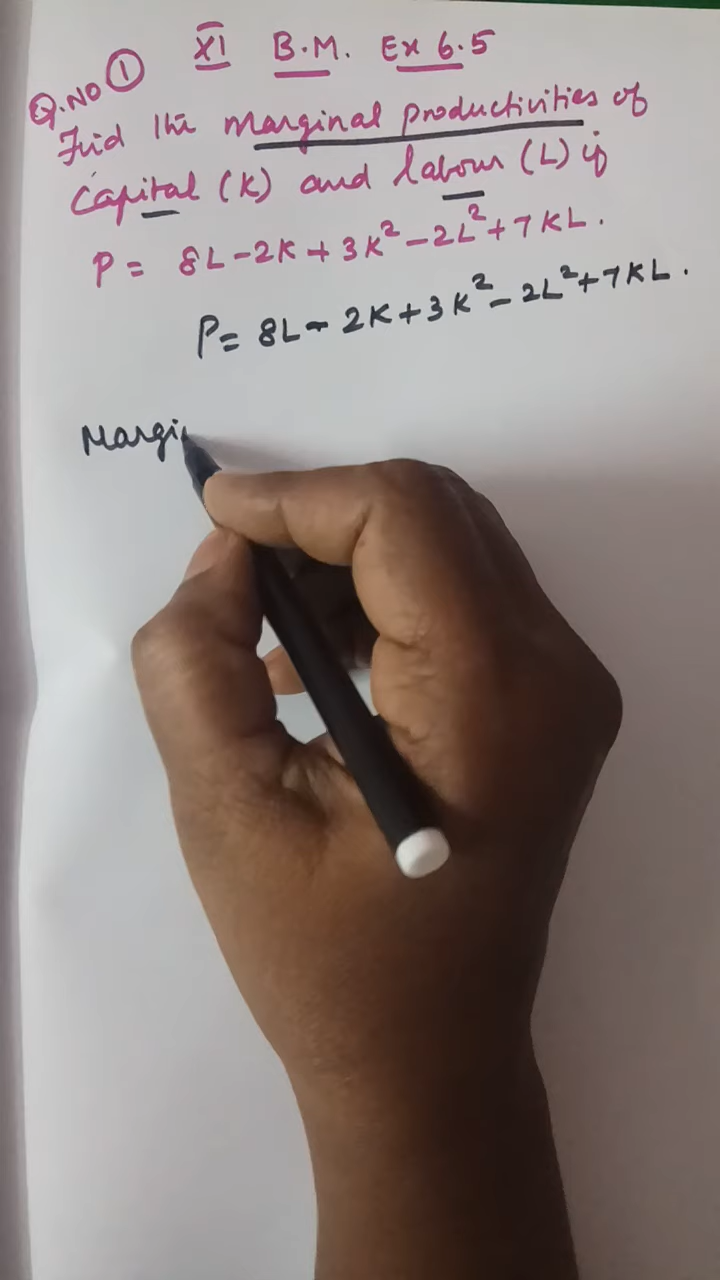 XI B.M. Ex 6.5
Q.NO ①
Find the marginal productivities of
Capital (K) and labour (L) if
P = 8L-2K+3K²-2L²+7KL.
P= 8L- 2K+3K²-2L²+7KL.
Margi